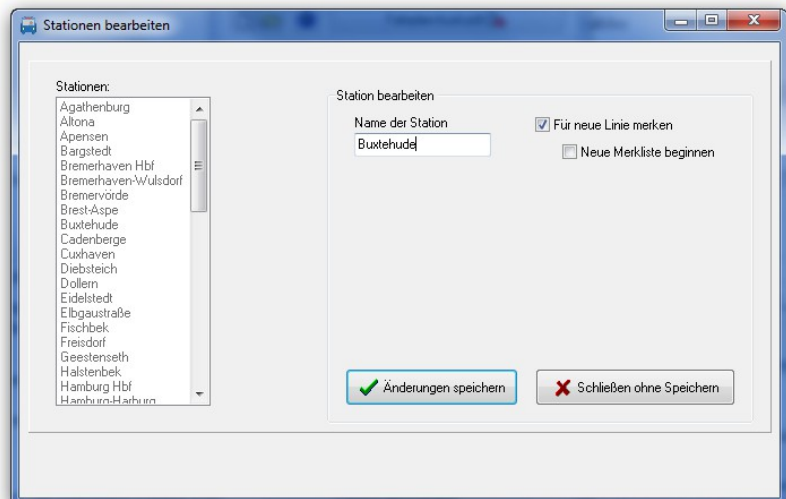 Stationen bearbeiten
Stationen:
Agathenburg
Altona
Apensen
Bargstedt
Bremerhaven Hbf
Bremerhaven-Wulsdorf
Bremervörde
Brest-Aspe
Buxtehude
Cadenberge
Cuxhaven
Diebsteich
Dollern
Eidelstedt
Elbgaustraße
Fischbek
Freisdorf
Geestenseth
Halstenbek
Hamburg Hbf
Hamburg-Harburg
Station bearbeiten
Name der Station
Buxtehude
Für neue Linie merken
Neue Merkliste beginnen
Änderungen speichern
Schließen ohne Speichern